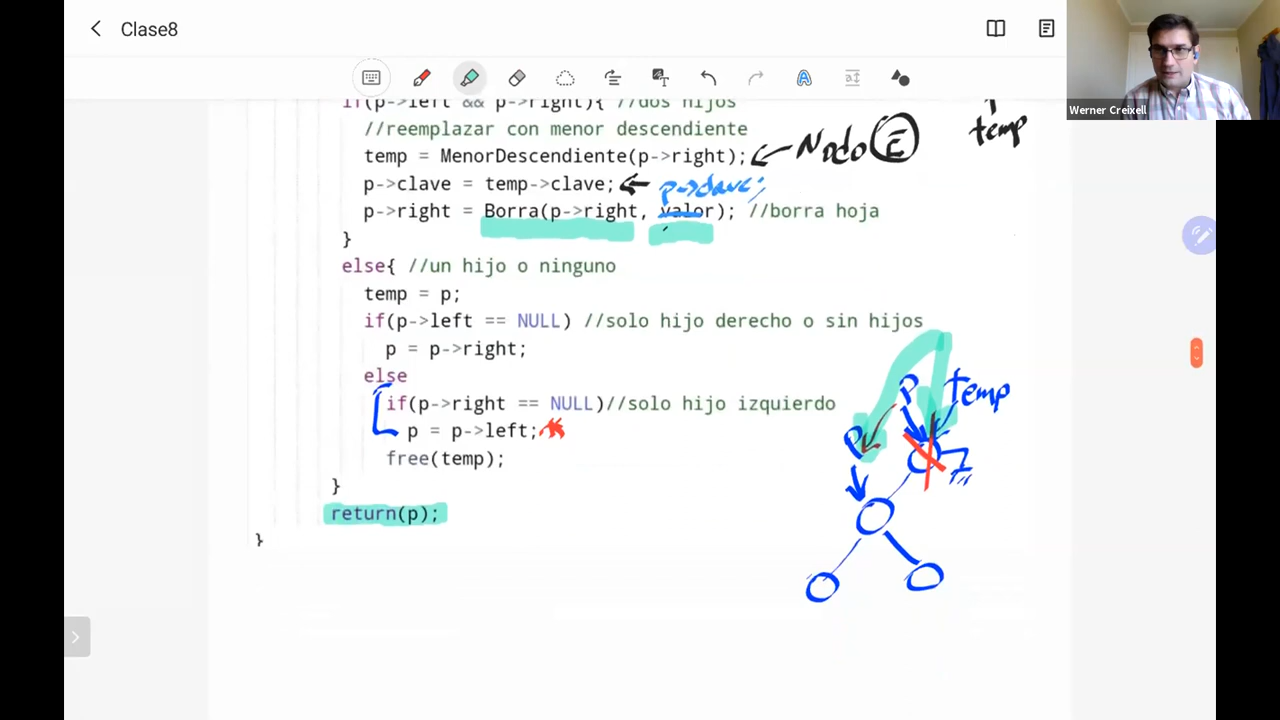 Clase8
Werner Creixell
if(p->left && p->right){ //dos hijos
temp
//reemplazar con menor descendiente
temp = MenorDescendiente(p->right); ← Nodo E
p->clave = temp->clave; ← p->clave;
p->right = Borra(p->right, valor); //borra hoja
}
else{ //un hijo o ninguno
temp = p;
if(p->left == NULL) //solo hijo derecho o sin hijos
p = p->right;
else
P temp
if(p->right == NULL)//solo hijo izquierdo
p = p->left;
P
free(temp);
}
return(p);
}